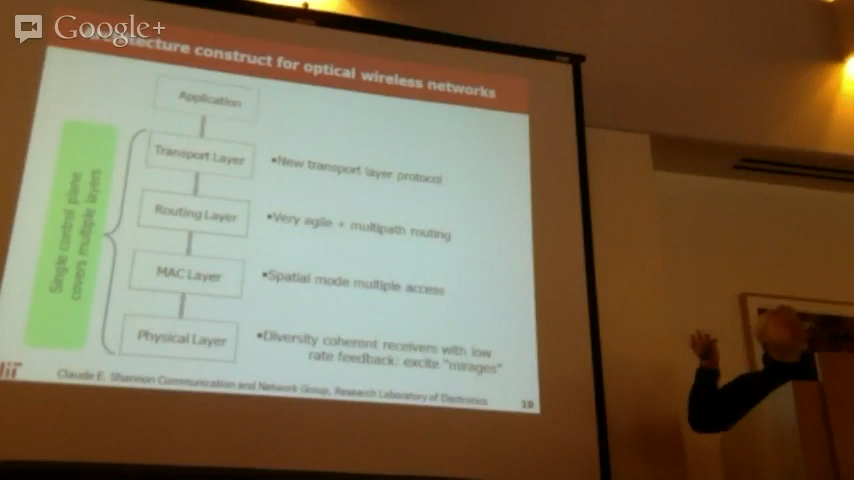 Google+
construct for optical wireless networks
Application
Transport Layer
•New transport layer protocol
Routing Layer
•Very agile + multipath routing
MAC Layer
•Spatial mode multiple access
Physical Layer
•Diversity coherent receivers with low
rate feedback: excite "mirages"
Single control plane
covers multiple layers
Claude E. Shannon Communication and Network Group, Research Laboratory of Electronics
10